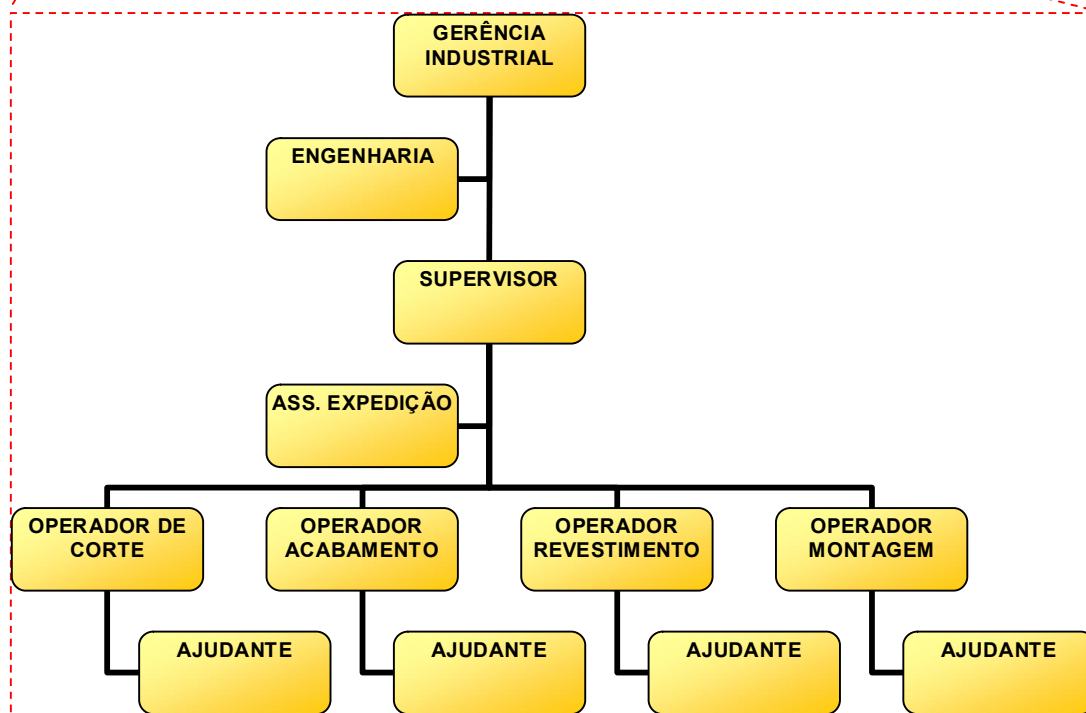 GERÊNCIA
INDUSTRIAL
ENGENHARIA
SUPERVISOR
ASS. EXPEDIÇÃO
OPERADOR DE
CORTE
OPERADOR
ACABAMENTO
OPERADOR
REVESTIMENTO
OPERADOR
MONTAGEM
AJUDANTE
AJUDANTE
AJUDANTE
AJUDANTE